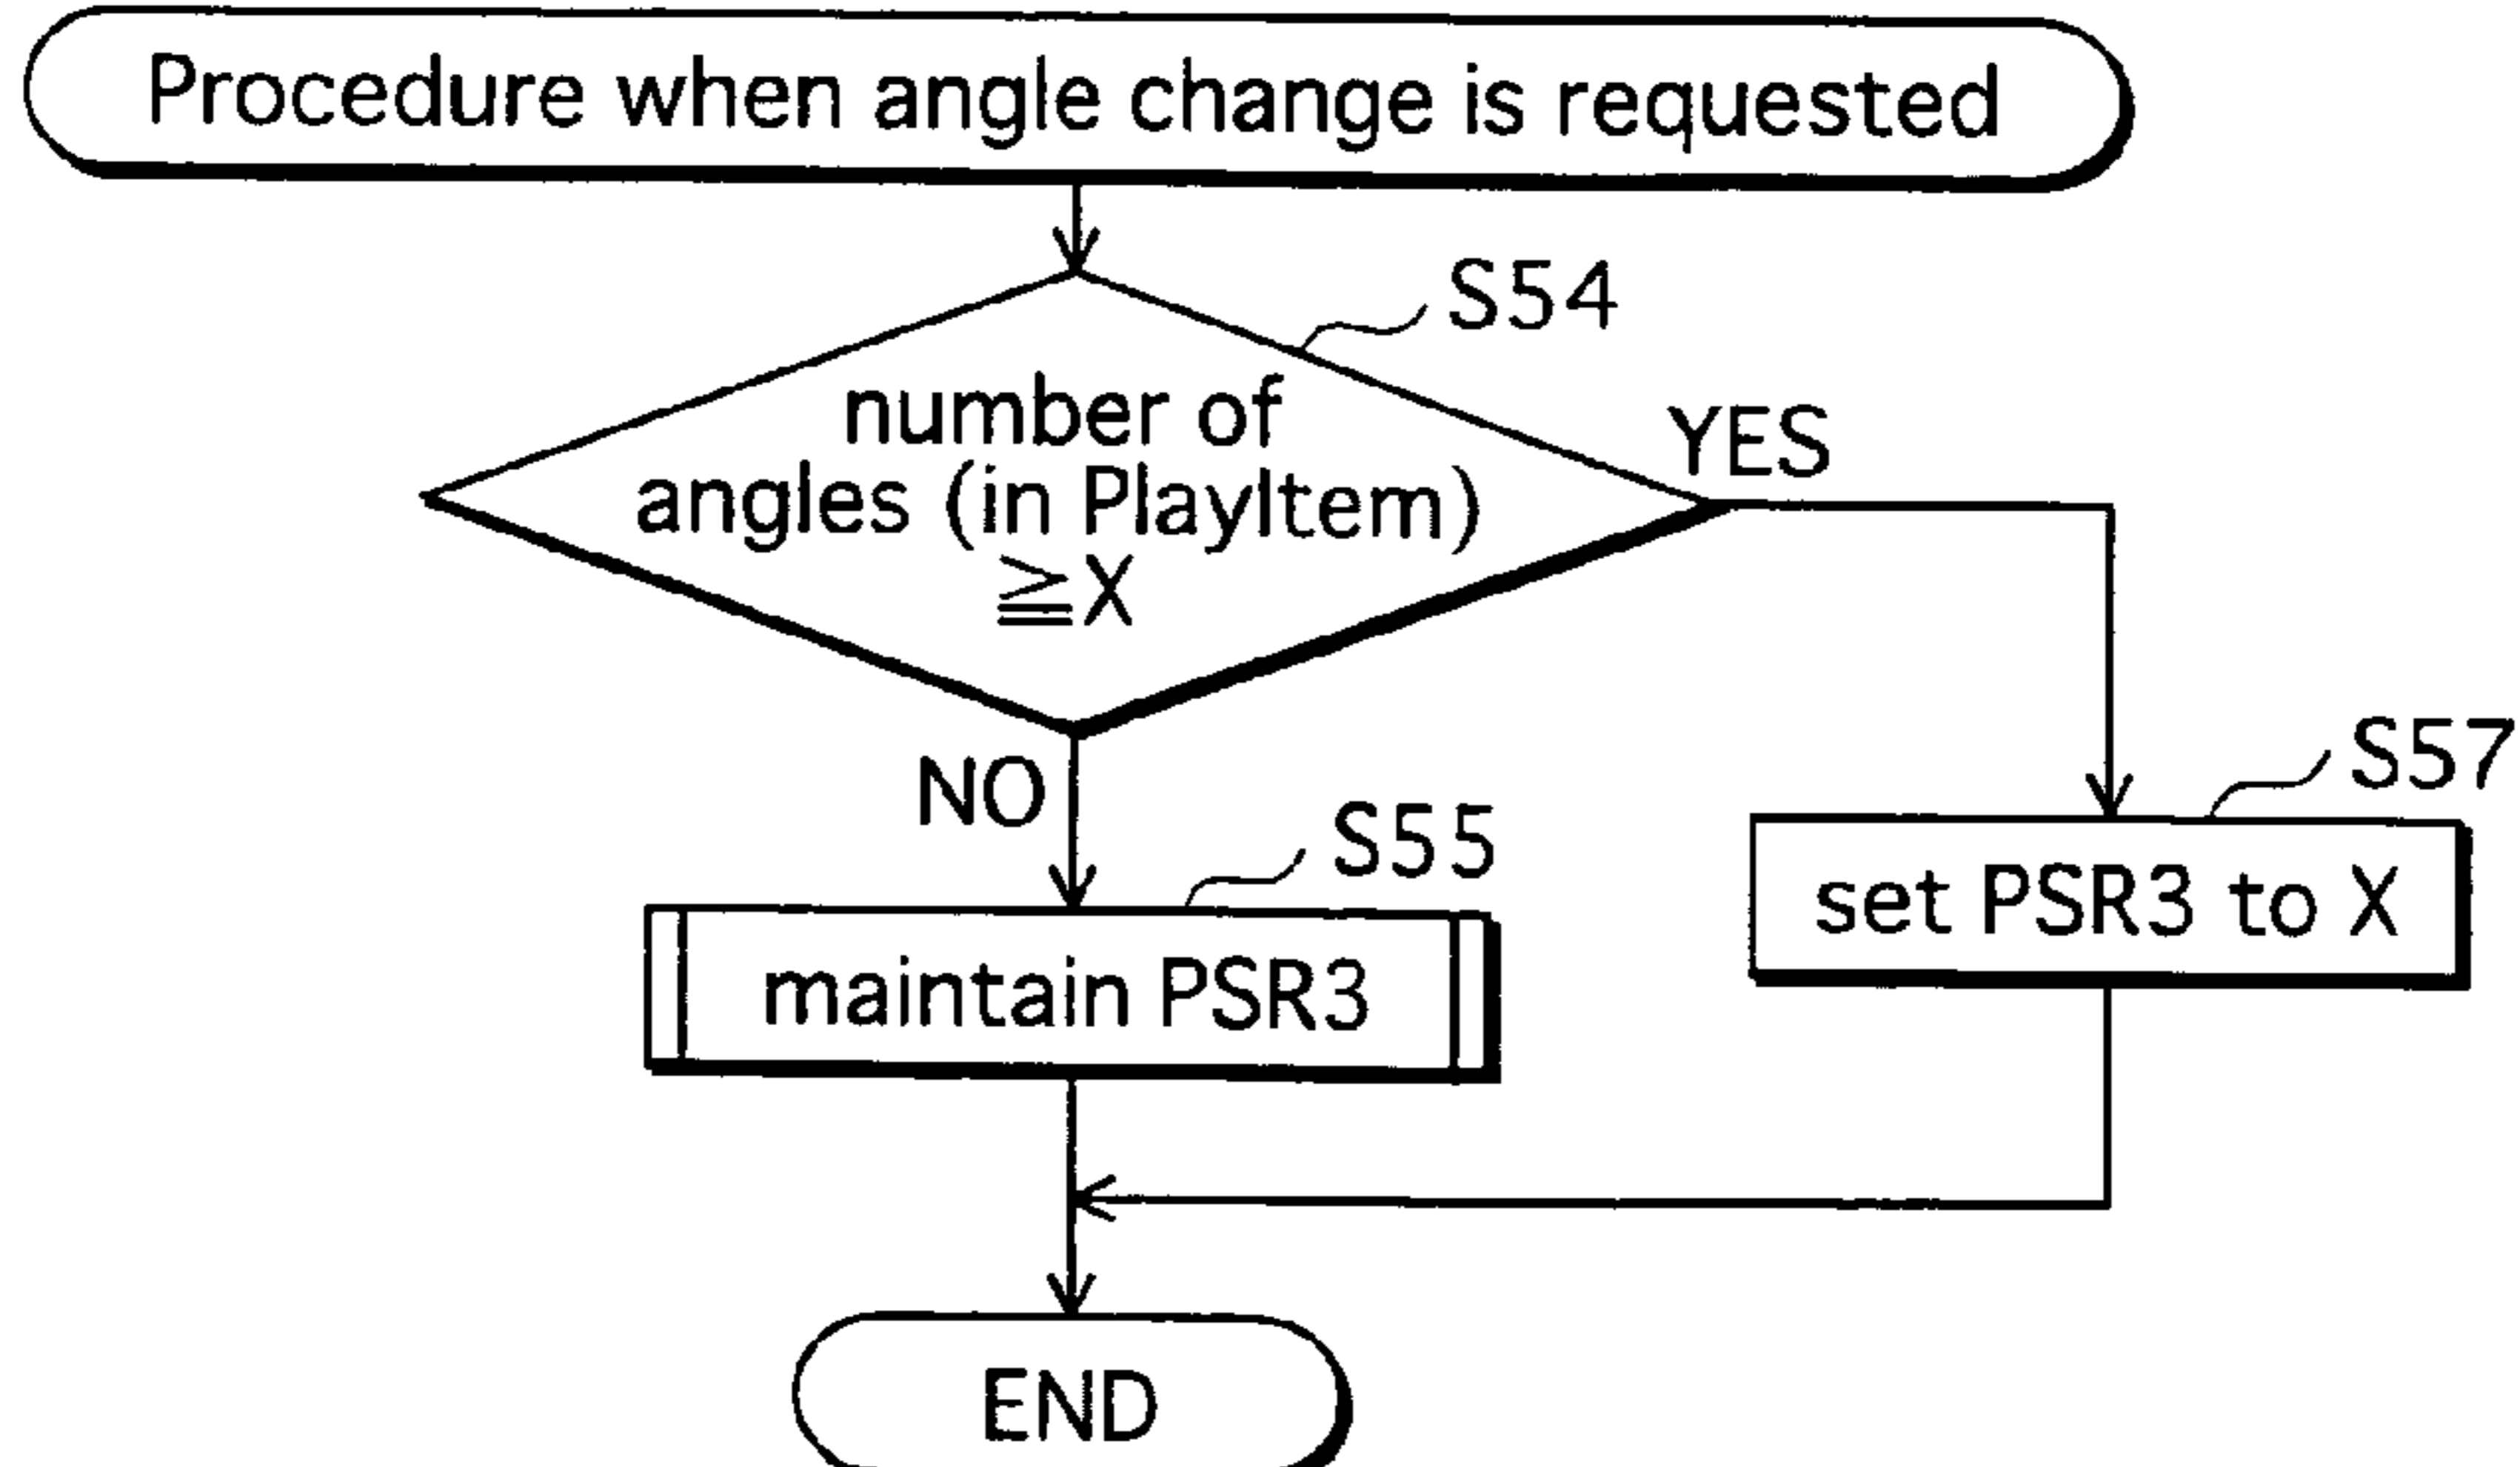 Procedure when angle change is requested
S54
number of
angles (in PlayItem)
≧X
YES
NO
S57
S55
set PSR3 to X
maintain PSR3
END